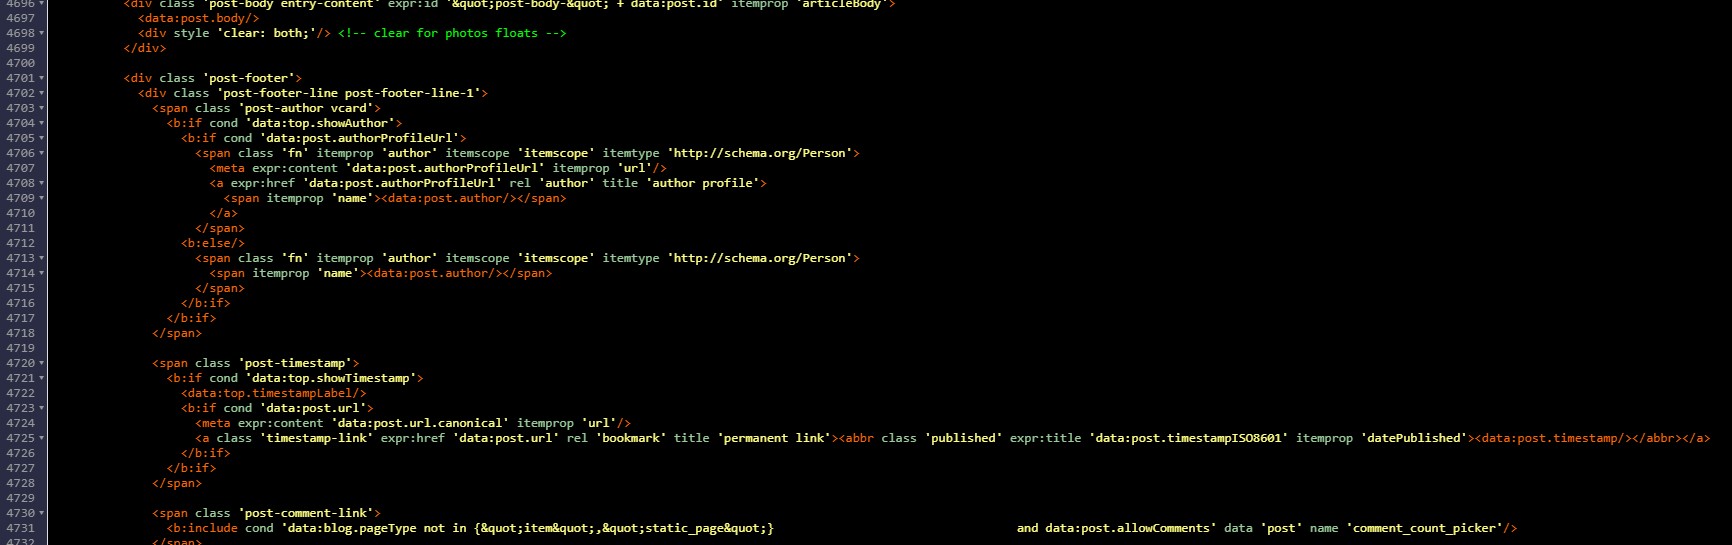 4696 <div class 'post-body entry-content' expr:id '&quot;post-body-&quot; + data:post.id' itemprop 'articleBody'>
4697 <data:post.body/>
4698 <div style 'clear: both;'/> <!-- clear for photos floats -->
4699 </div>
4700
4701 <div class 'post-footer'>
4702 <div class 'post-footer-line post-footer-line-1'>
4703 <span class 'post-author vcard'>
4704 <b:if cond 'data:top.showAuthor'>
4705 <b:if cond 'data:post.authorProfileUrl'>
4706 <span class 'fn' itemprop 'author' itemscope 'itemscope' itemtype 'http://schema.org/Person'>
4707 <meta expr:content 'data:post.authorProfileUrl' itemprop 'url'/>
4708 <a expr:href 'data:post.authorProfileUrl' rel 'author' title 'author profile'>
4709 <span itemprop 'name'><data:post.author/></span>
4710 </a>
4711 </span>
4712 <b:else/>
4713 <span class 'fn' itemprop 'author' itemscope 'itemscope' itemtype 'http://schema.org/Person'>
4714 <span itemprop 'name'><data:post.author/></span>
4715 </span>
4716 </b:if>
4717 </b:if>
4718 </span>
4719
4720 <span class 'post-timestamp'>
4721 <b:if cond 'data:top.showTimestamp'>
4722 <data:top.timestampLabel/>
4723 <b:if cond 'data:post.url'>
4724 <meta expr:content 'data:post.url.canonical' itemprop 'url'/>
4725 <a class 'timestamp-link' expr:href 'data:post.url' rel 'bookmark' title 'permanent link'><abbr class 'published' expr:title 'data:post.timestampISO8601' itemprop 'datePublished'><data:post.timestamp/></abbr></a>
4726 </b:if>
4727 </b:if>
4728 </span>
4729
4730 <span class 'post-comment-link'>
4731 <b:include cond 'data:blog.pageType not in {&quot;item&quot;,&quot;static_page&quot;} and data:post.allowComments' data 'post' name 'comment_count_picker'/>
4732 </span>